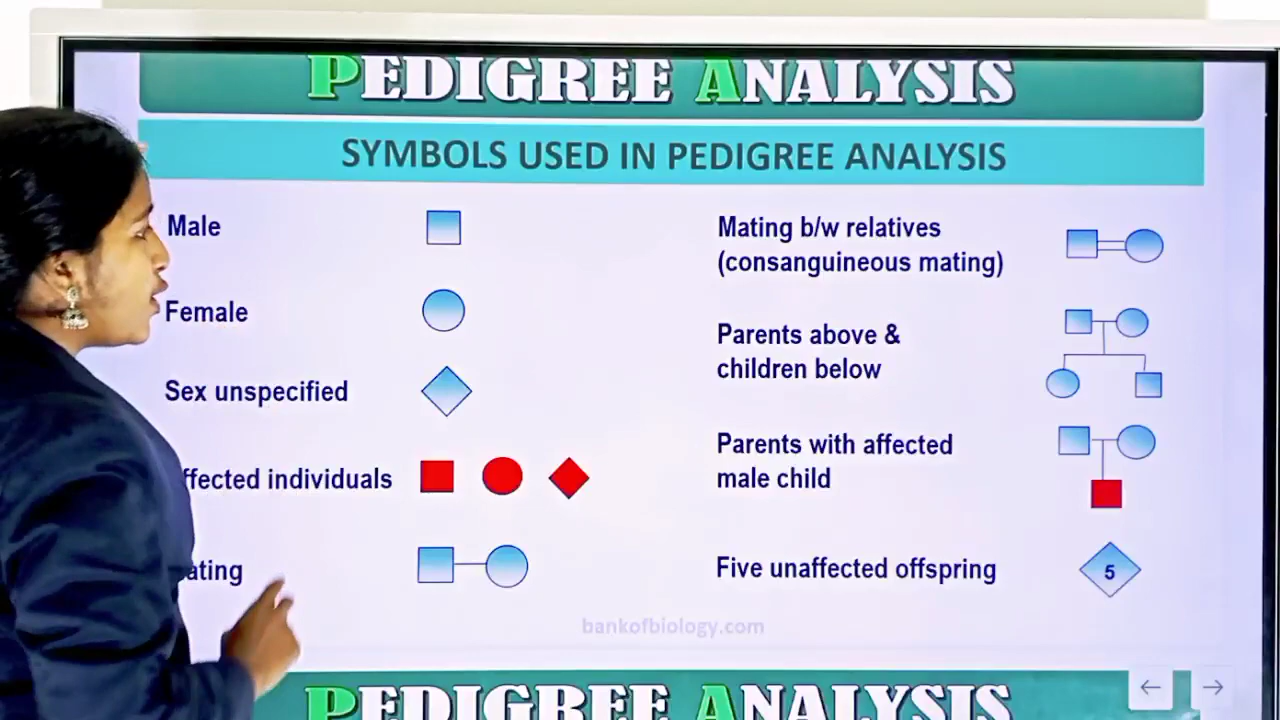 PEDIGREE ANALYSIS
SYMBOLS USED IN PEDIGREE ANALYSIS
Male
Female
Sex unspecified
ffected individuals
ating
Mating b/w relatives
(consanguineous mating)
Parents above &
children below
Parents with affected
male child
Five unaffected offspring
5
bankofbiology.com
PEDIGREE ANALYSIS